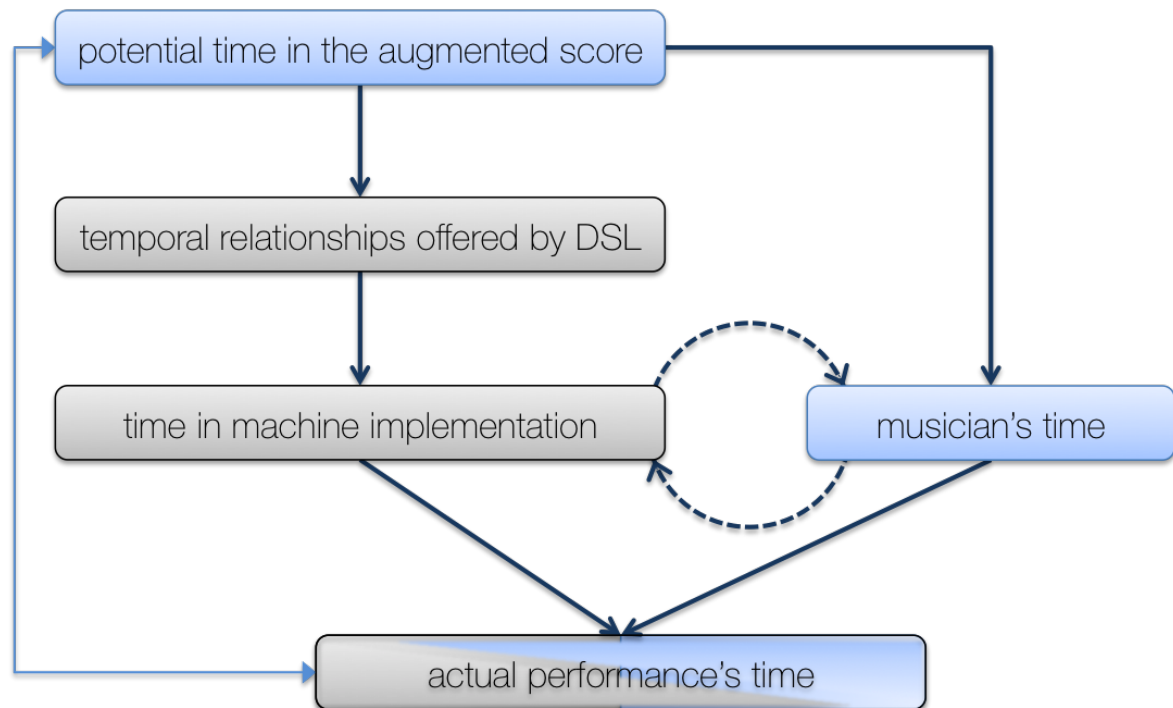 potential time in the augmented score
temporal relationships offered by DSL
time in machine implementation
musician's time
actual performance's time